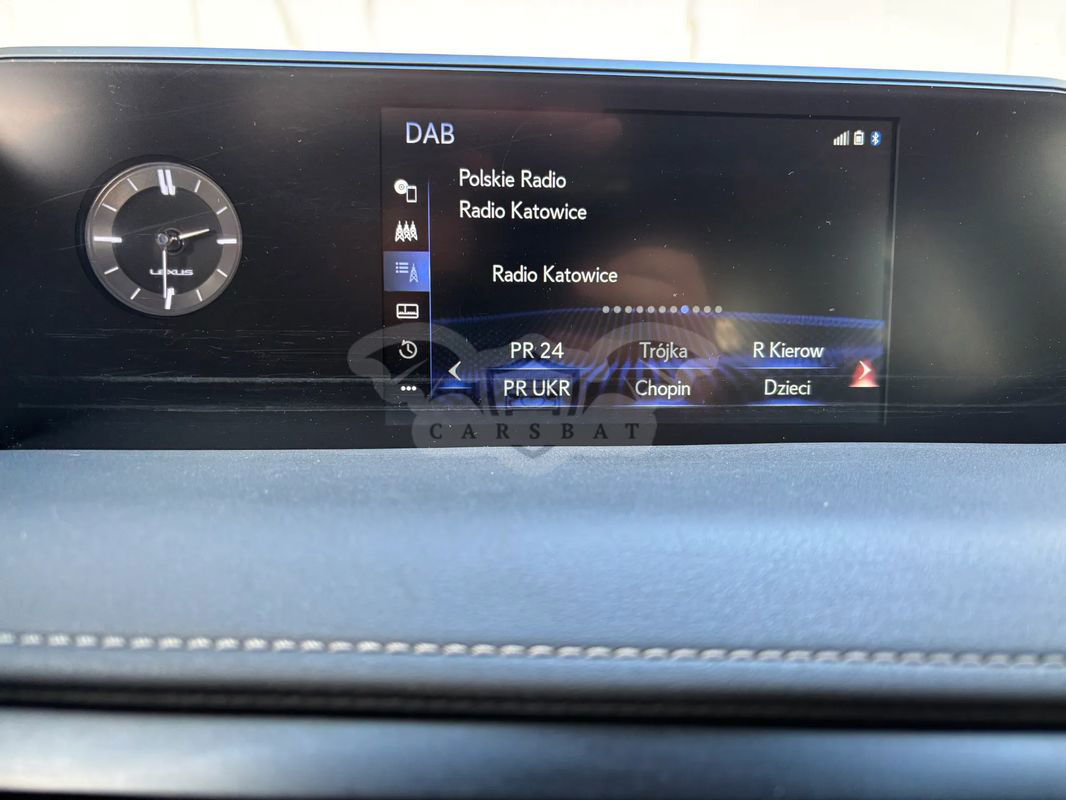 DAB
Polskie Radio
Radio Katowice
Radio Katowice
PR 24 Trójka R Kierow
PR UKR Chopin Dzieci
LEXUS
CARSBAT